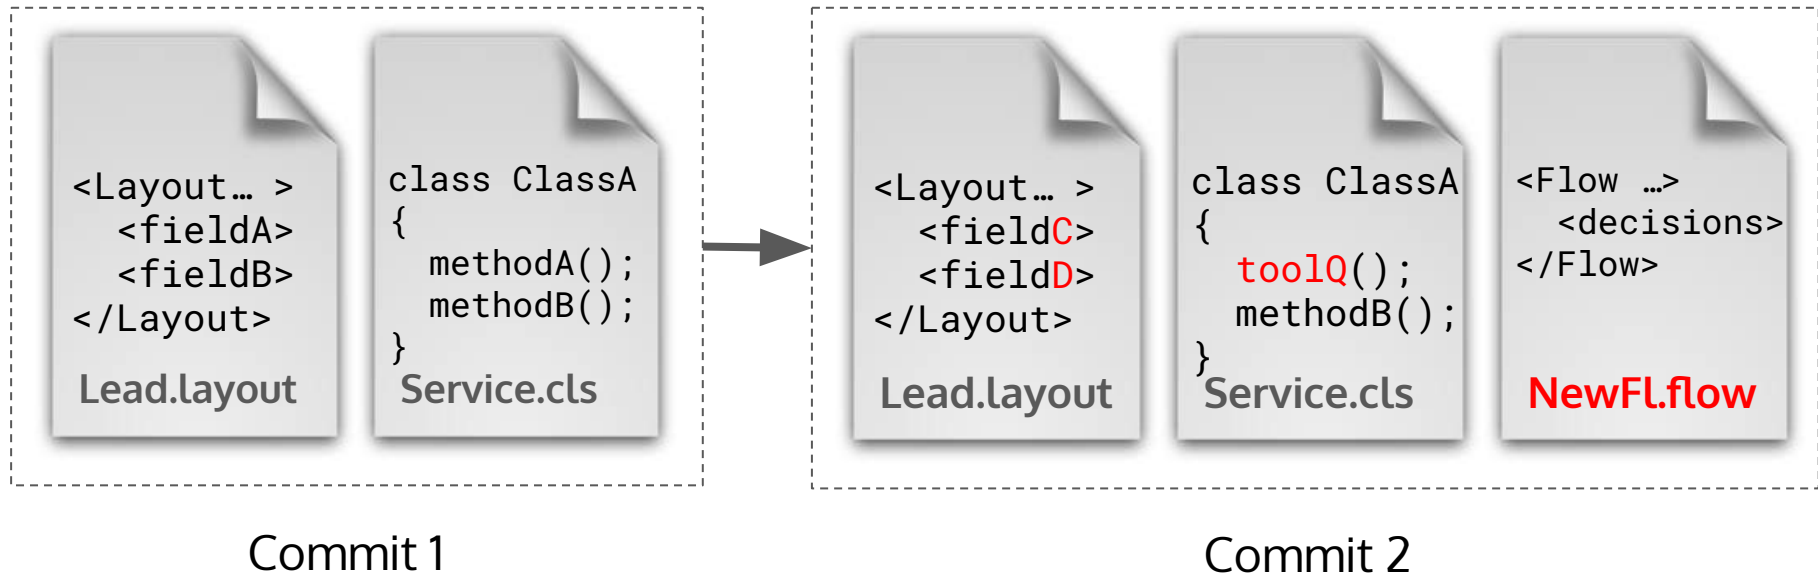 <Layout… >
<fieldA>
<fieldB>
</Layout>
Lead.layout
class ClassA
{
methodA();
methodB();
}
Service.cls
Commit 1
<Layout… >
<fieldC>
<fieldD>
</Layout>
Lead.layout
class ClassA
{
toolQ();
methodB();
}
Service.cls
<Flow …>
<decisions>
</Flow>
NewFl.flow
Commit 2